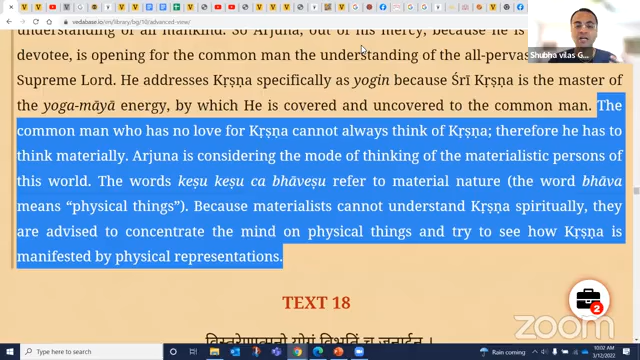 vedabase.io/en/library/bg/10/advanced-view/
Shubha vilas G...
understanding of all mankind. So Arjuna, out of his mercy, because he is
devotee, is opening for the common man the understanding of the all-pervas
Supreme Lord. He addresses Kṛṣṇa specifically as yogin because Śrī Kṛṣṇa is the master of
the yoga-māyā energy, by which He is covered and uncovered to the common man. The
common man who has no love for Kṛṣṇa cannot always think of Kṛṣṇa; therefore he has to
think materially. Arjuna is considering the mode of thinking of the materialistic persons of
this world. The words keṣu keṣu ca bhāveṣu refer to material nature (the word bhāva
means “physical things”). Because materialists cannot understand Kṛṣṇa spiritually, they
are advised to concentrate the mind on physical things and try to see how Kṛṣṇa is
manifested by physical representations.
TEXT 18
2
zoom
विस्तरेणात्मनो योगं विभूतिं च जनार्दन ।
Type here to search
Rain coming
10:02 AM
3/12/2022